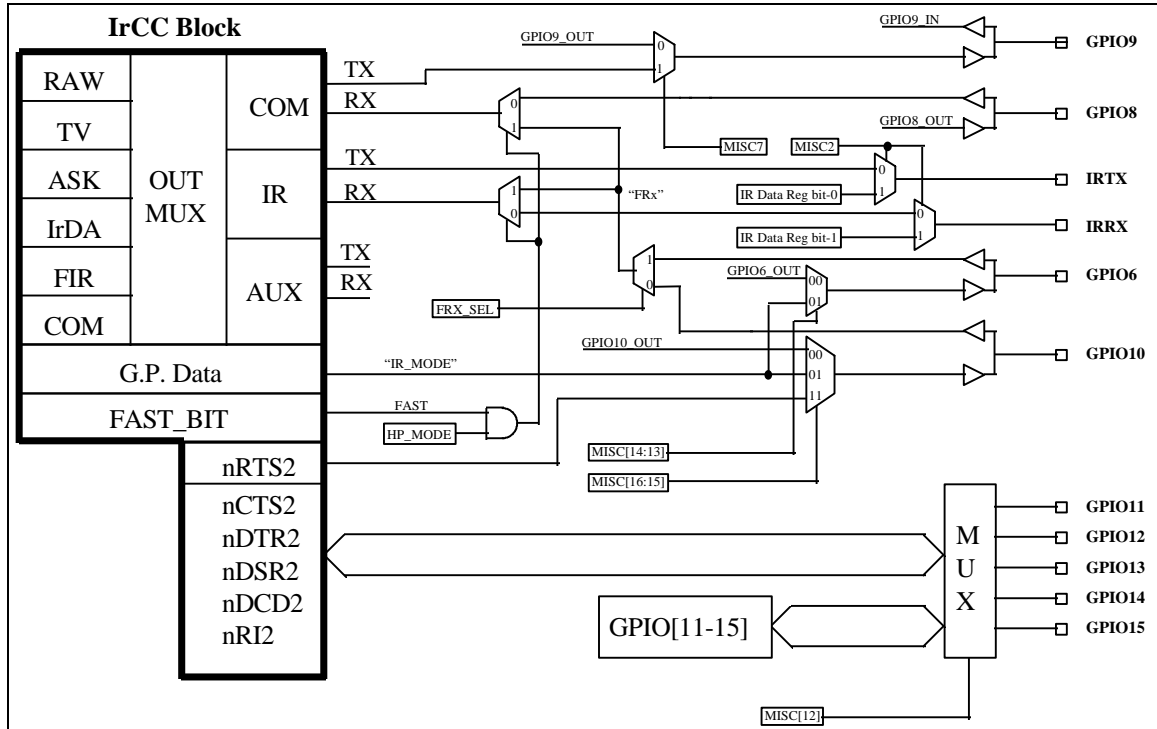 IrCC Block
RAW
TV
ASK
IrDA
FIR
COM
OUT
MUX
COM
IR
AUX
G.P. Data
FAST_BIT
nRTS2
nCTS2
nDTR2
nDSR2
nDCD2
nRI2
TX
RX
TX
RX
TX
RX
GPIO9_OUT
0
1
GPIO9_IN
GPIO9
0
1
GPIO8_OUT
GPIO8
MISC7
MISC2
1
0
"FRx"
IR Data Reg bit-0
0
1
IRTX
IR Data Reg bit-1
0
1
IRRX
FRX_SEL
1
0
GPIO6_OUT
00
01
GPIO6
GPIO10_OUT
00
01
11
GPIO10
"IR_MODE"
FAST
HP_MODE
MISC[14:13]
MISC[16:15]
M
U
X
GPIO11
GPIO12
GPIO13
GPIO14
GPIO15
GPIO[11-15]
MISC[12]